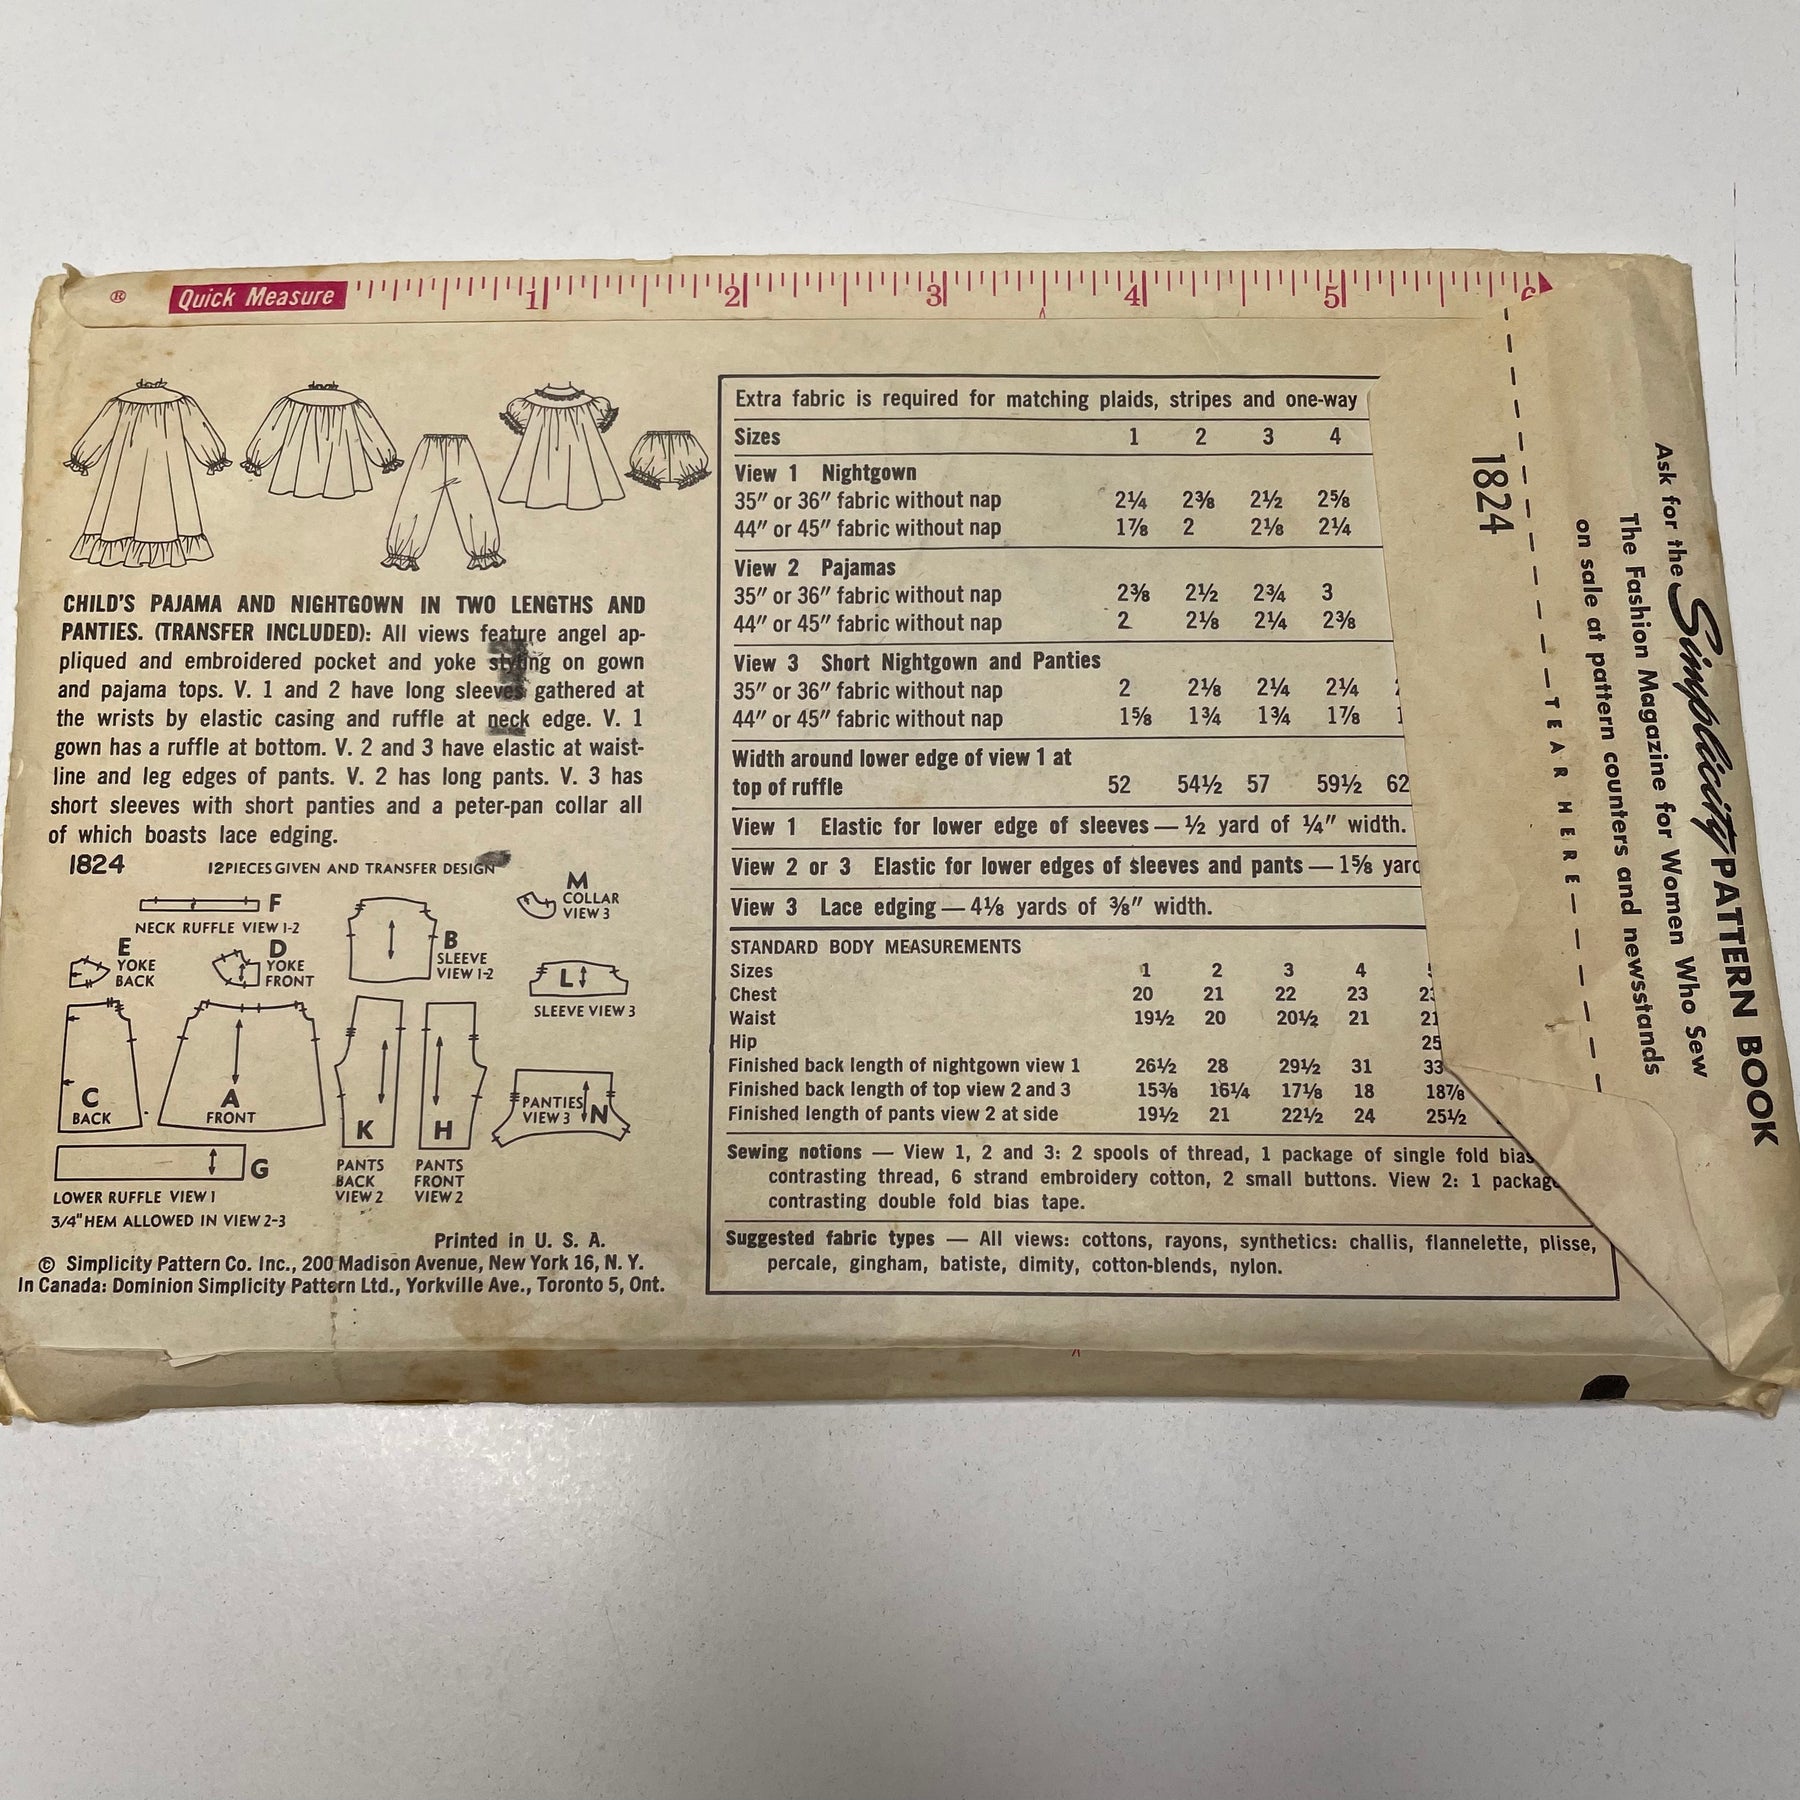 ® Quick Measure 1 2 3 4 5 6
CHILD'S PAJAMA AND NIGHTGOWN IN TWO LENGTHS AND
PANTIES. (TRANSFER INCLUDED): All views feature angel ap-
pliqued and embroidered pocket and yoke styling on gown
and pajama tops. V. 1 and 2 have long sleeves gathered at
the wrists by elastic casing and ruffle at neck edge. V. 1
gown has a ruffle at bottom. V. 2 and 3 have elastic at waist-
line and leg edges of pants. V. 2 has long pants. V. 3 has
short sleeves with short panties and a peter-pan collar all
of which boasts lace edging.
1824 12 PIECES GIVEN AND TRANSFER DESIGN
F
NECK RUFFLE VIEW 1-2
M
COLLAR
VIEW 3
E
YOKE
BACK
D
YOKE
FRONT
B
SLEEVE
VIEW 1-2
L
SLEEVE VIEW 3
C
BACK
A
FRONT
K
PANTS
BACK
VIEW 2
H
PANTS
FRONT
VIEW 2
PANTIES
VIEW 3 N
G
LOWER RUFFLE VIEW 1
3/4" HEM ALLOWED IN VIEW 2-3
Printed in U. S. A.
© Simplicity Pattern Co. Inc., 200 Madison Avenue, New York 16, N. Y.
In Canada: Dominion Simplicity Pattern Ltd., Yorkville Ave., Toronto 5, Ont.
Extra fabric is required for matching plaids, stripes and one-way
Sizes 1 2 3 4
View 1 Nightgown
35" or 36" fabric without nap 2¼ 2⅜ 2½ 2⅝
44" or 45" fabric without nap 1⅞ 2 2⅛ 2¼
View 2 Pajamas
35" or 36" fabric without nap 2⅜ 2½ 2¾ 3
44" or 45" fabric without nap 2 2⅛ 2¼ 2⅜
View 3 Short Nightgown and Panties
35" or 36" fabric without nap 2 2⅛ 2¼ 2¼
44" or 45" fabric without nap 1⅝ 1¾ 1¾ 1⅞
Width around lower edge of view 1 at
top of ruffle 52 54½ 57 59½ 62
View 1 Elastic for lower edge of sleeves — ½ yard of ¼" width.
View 2 or 3 Elastic for lower edges of sleeves and pants — 1⅝ yard
View 3 Lace edging — 4⅛ yards of ⅜" width.
STANDARD BODY MEASUREMENTS
Sizes 1 2 3 4
Chest 20 21 22 23
Waist 19½ 20 20½ 21 21
Hip 25
Finished back length of nightgown view 1 26½ 28 29½ 31 33
Finished back length of top view 2 and 3 15⅜ 16¼ 17⅛ 18 18⅞
Finished length of pants view 2 at side 19½ 21 22½ 24 25½
Sewing notions — View 1, 2 and 3: 2 spools of thread, 1 package of single fold bias
contrasting thread, 6 strand embroidery cotton, 2 small buttons. View 2: 1 package
contrasting double fold bias tape.
Suggested fabric types — All views: cottons, rayons, synthetics: challis, flannelette, plisse,
percale, gingham, batiste, dimity, cotton-blends, nylon.
Ask for the Simplicity PATTERN BOOK
The Fashion Magazine for Women Who Sew
on sale at pattern counters and newsstands
TEAR HERE
1824